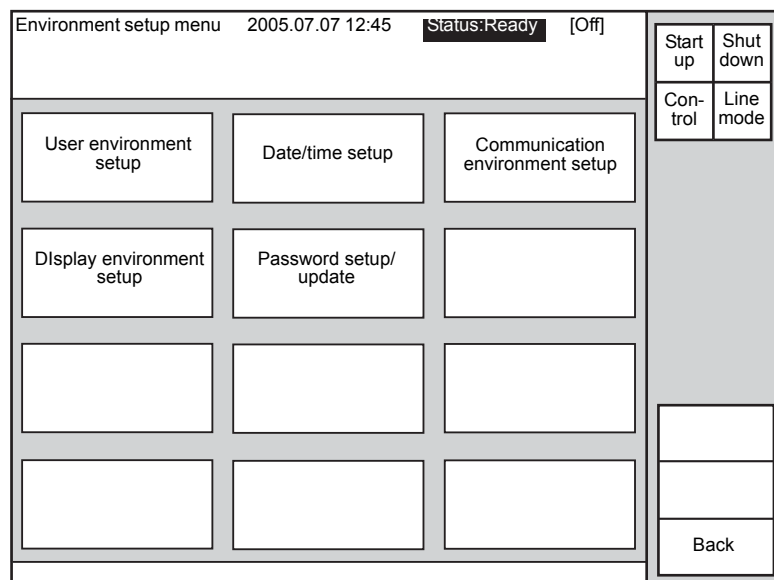 Environment setup menu 2005.07.07 12:45 Status:Ready [Off]
Start
up
Shut
down
Con-
trol
Line
mode
User environment
setup
Date/time setup
Communication
environment setup
DIsplay environment
setup
Password setup/
update
Back